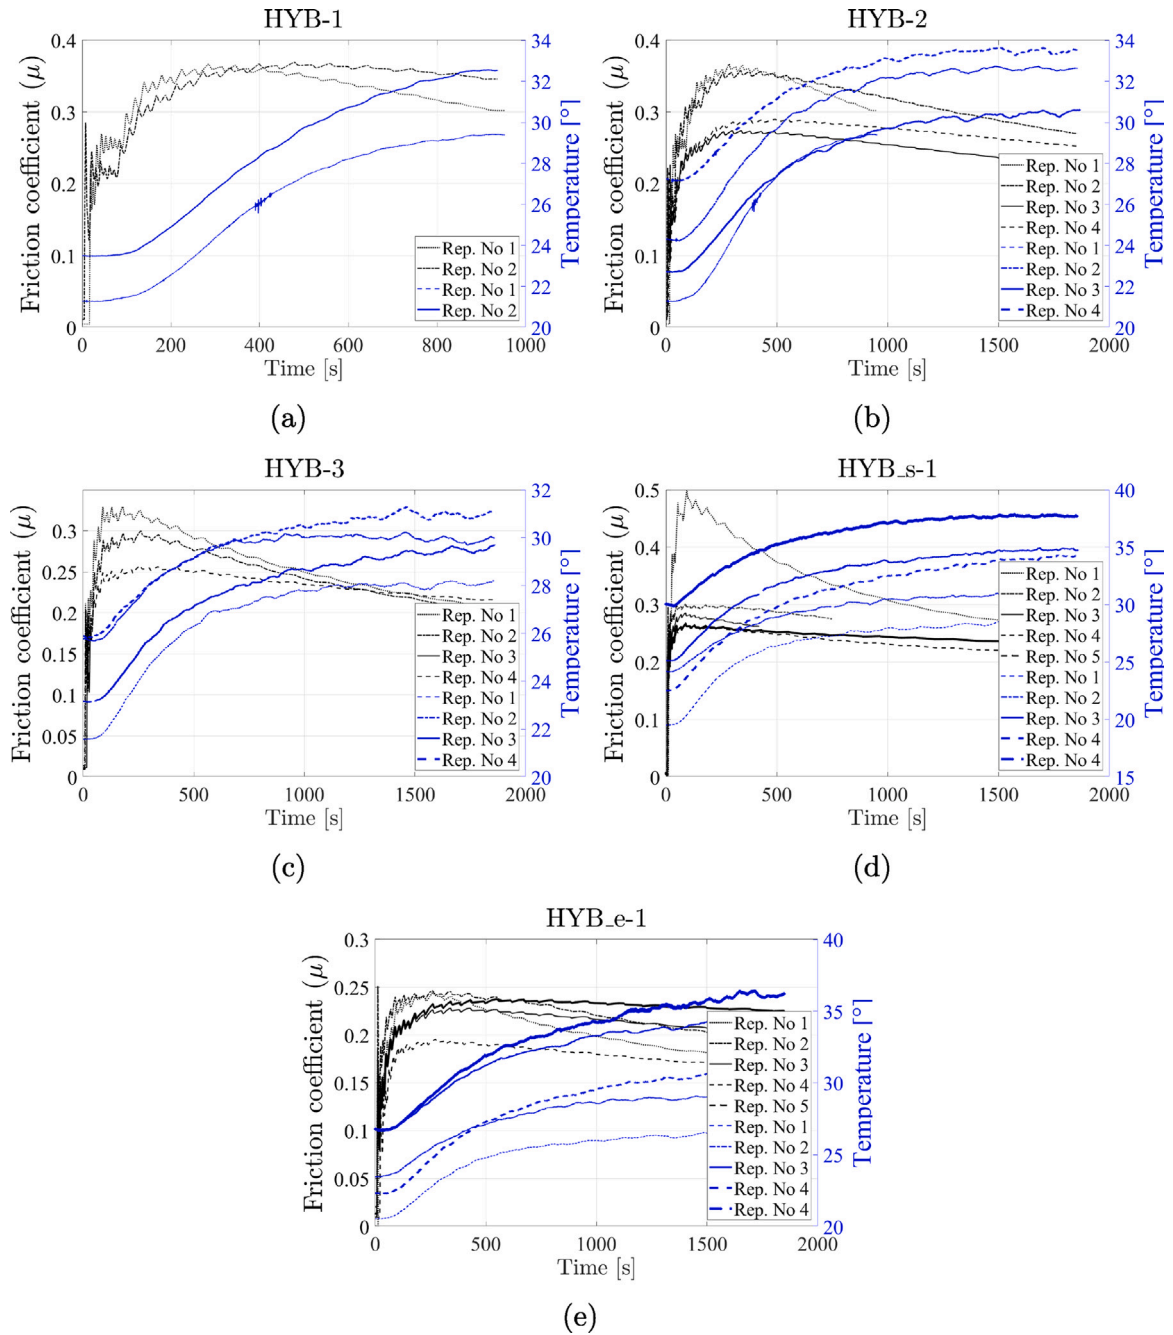 HYB-1
0.4
0.3
0.2
0.1
0
Friction coefficient (μ)
0 200 400 600 800 1000
Time [s]
Rep. No 1
Rep. No 2
Rep. No 1
Rep. No 2
(a)
HYB-2
0.4
0.3
0.2
0.1
0
Friction coefficient (μ)
34
32
30
28
26
24
22
20
Temperature [°]
0 500 1000 1500 2000
Time [s]
Rep. No 1
Rep. No 2
Rep. No 3
Rep. No 4
Rep. No 1
Rep. No 2
Rep. No 3
Rep. No 4
(b)
34
32
30
28
26
24
22
20
Temperature [°]
HYB-3
0.3
0.25
0.2
0.15
0.1
0.05
0
Friction coefficient (μ)
32
30
28
26
24
22
20
Temperature [°]
0 500 1000 1500 2000
Time [s]
Rep. No 1
Rep. No 2
Rep. No 3
Rep. No 4
Rep. No 1
Rep. No 2
Rep. No 3
Rep. No 4
(c)
HYB_s-1
0.5
0.4
0.3
0.2
0.1
0
Friction coefficient (μ)
40
35
30
25
20
15
Temperature [°]
0 500 1000 1500 2000
Time [s]
Rep. No 1
Rep. No 2
Rep. No 3
Rep. No 4
Rep. No 5
Rep. No 1
Rep. No 2
Rep. No 3
Rep. No 4
Rep. No 4
(d)
HYB_e-1
0.3
0.25
0.2
0.15
0.1
0.05
0
Friction coefficient (μ)
40
35
30
25
20
Temperature [°]
0 500 1000 1500 2000
Time [s]
Rep. No 1
Rep. No 2
Rep. No 3
Rep. No 4
Rep. No 5
Rep. No 1
Rep. No 2
Rep. No 3
Rep. No 4
Rep. No 4
(e)